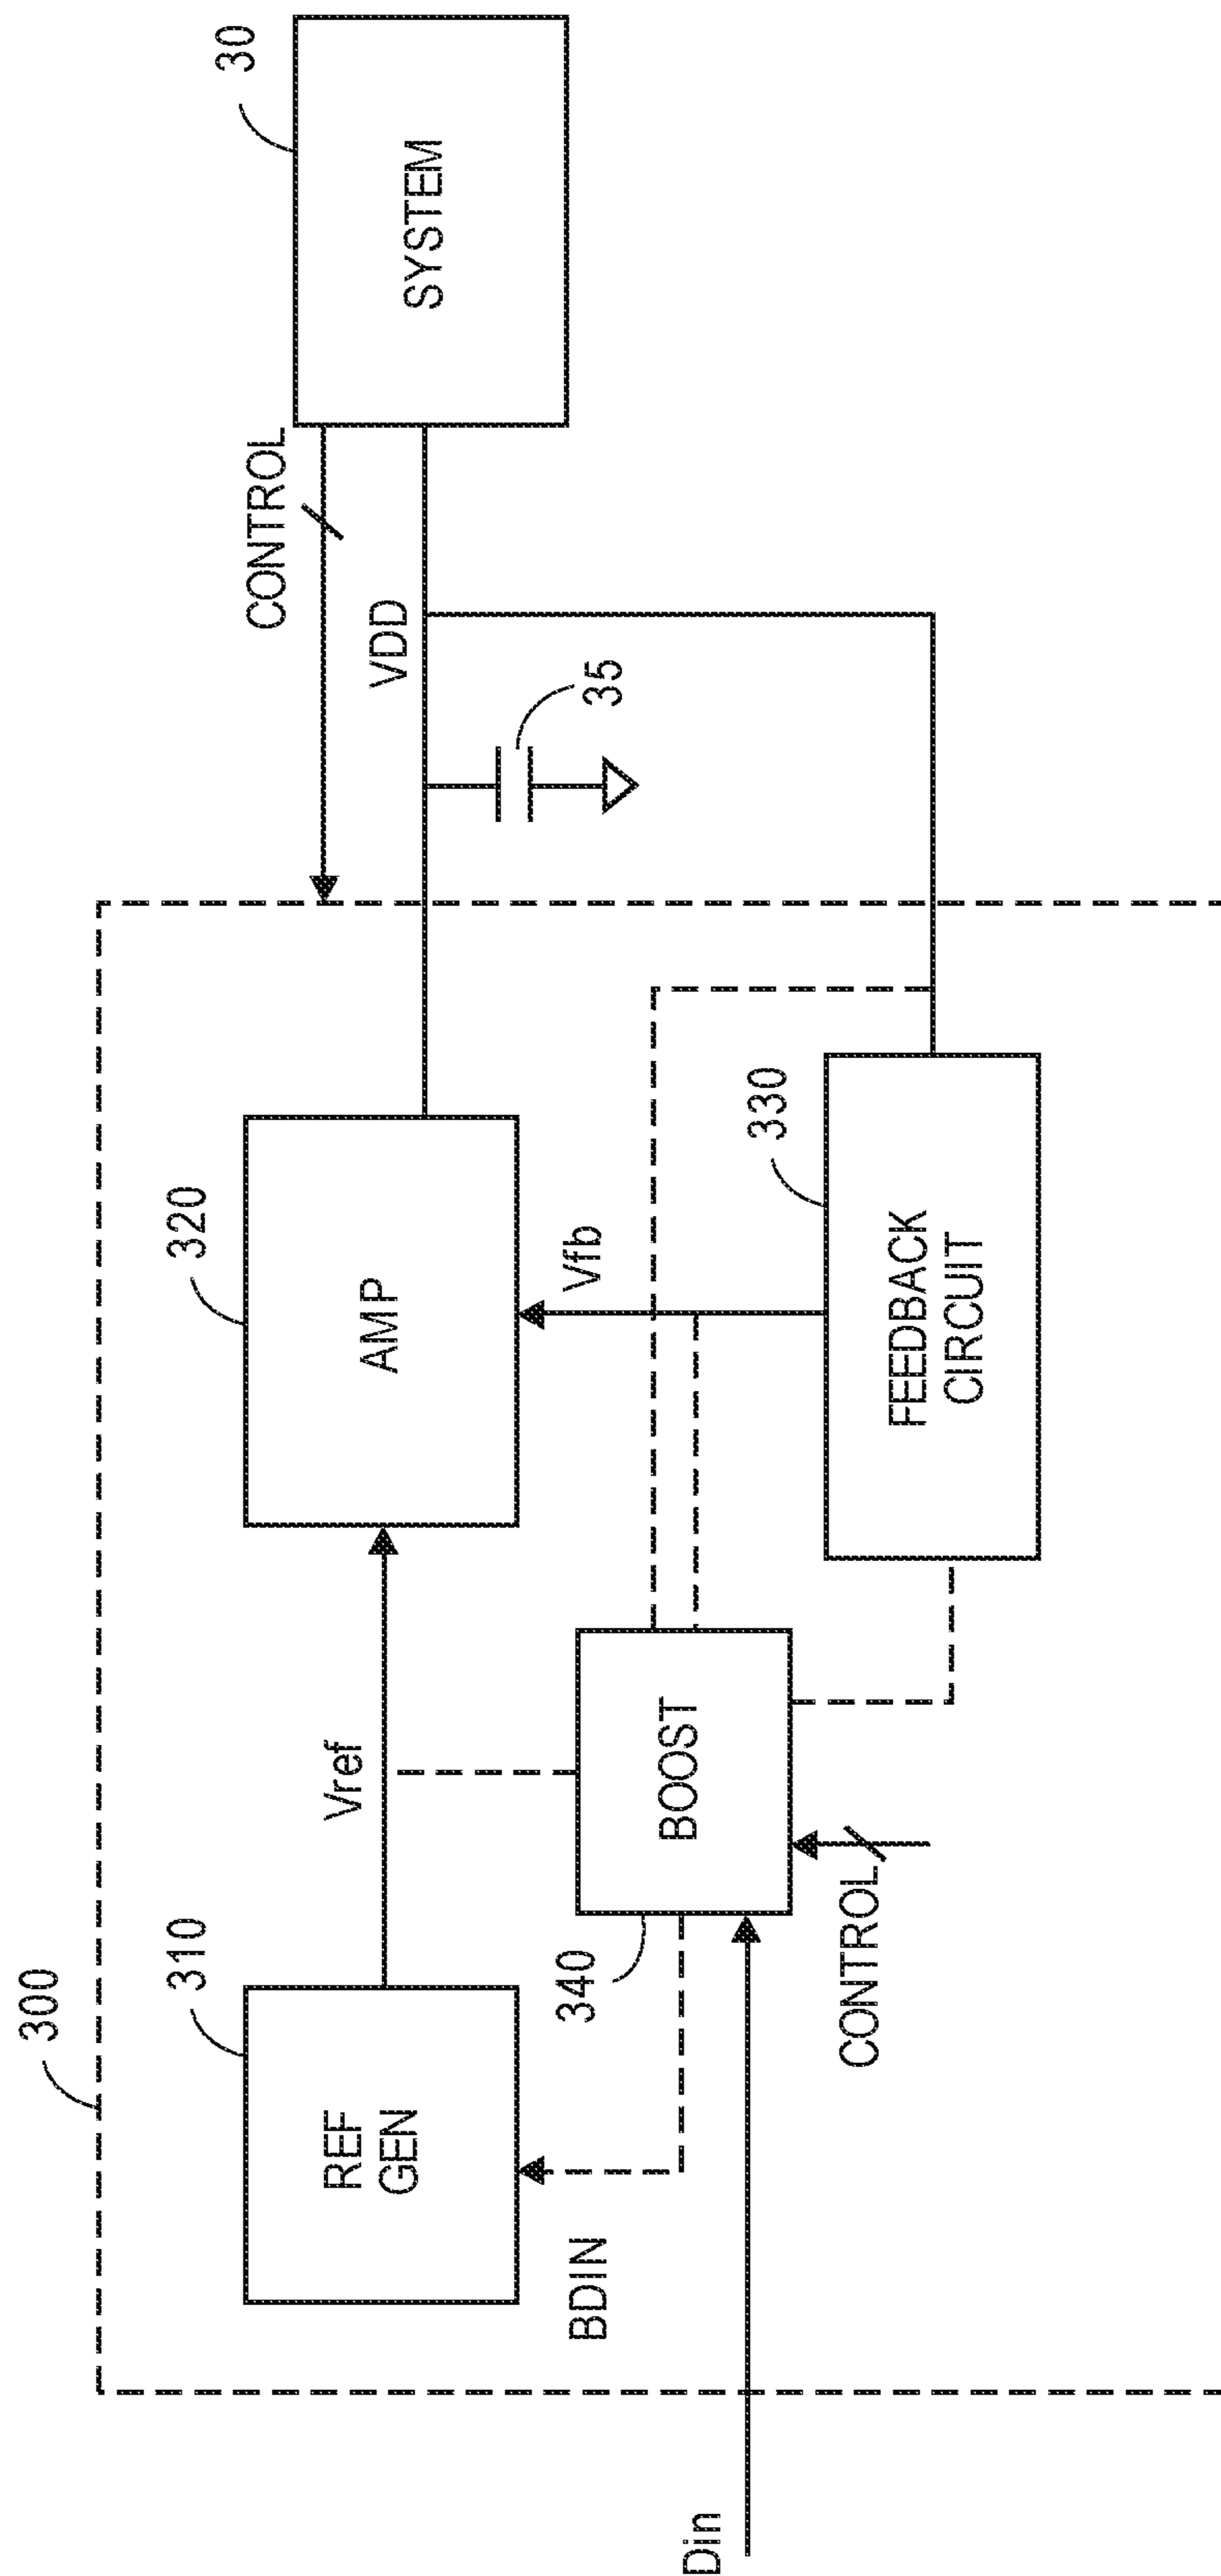 300
310
REF
GEN
Vref
320
AMP
CONTROL
VDD
30
SYSTEM
35
BDIN
340
BOOST
Vfb
330
FEEDBACK
CIRCUIT
Din
CONTROL